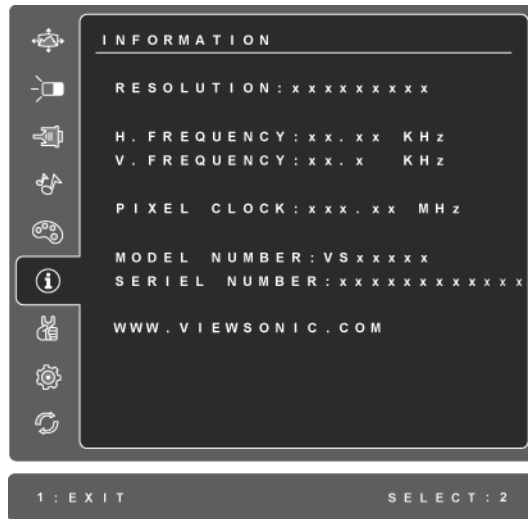 INFORMATION
RESOLUTION:xxxxxxxxx
H.FREQUENCY:xx.xx KHz
V.FREQUENCY:xx.x KHz
PIXEL CLOCK:xxx.xx MHz
MODEL NUMBER:VSxxxxx
SERIEL NUMBER:xxxxxxxxxxxx
WWW.VIEWSONIC.COM
1:EXIT SELECT:2